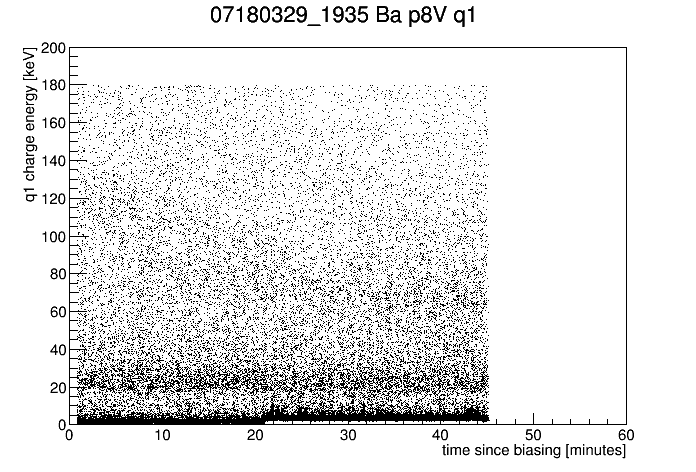 07180329_1935 Ba p8V q1
q1 charge energy [keV]
200
180
160
140
120
100
80
60
40
20
0
0 10 20 30 40 50 60
time since biasing [minutes]